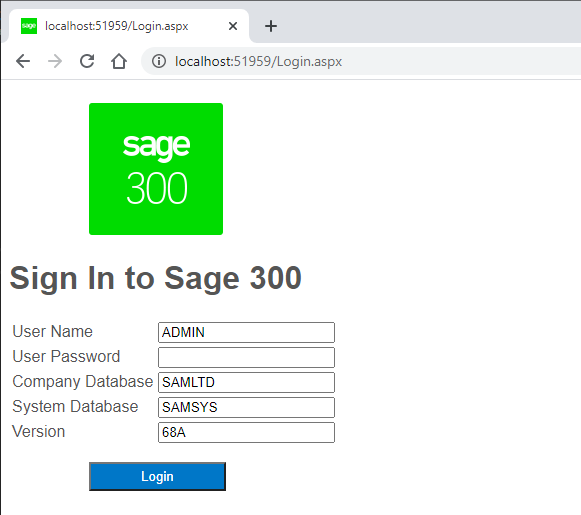 sage localhost:51959/Login.aspx
localhost:51959/Login.aspx
sage
300
Sign In to Sage 300
User Name ADMIN
User Password
Company Database SAMLTD
System Database SAMSYS
Version 68A
Login